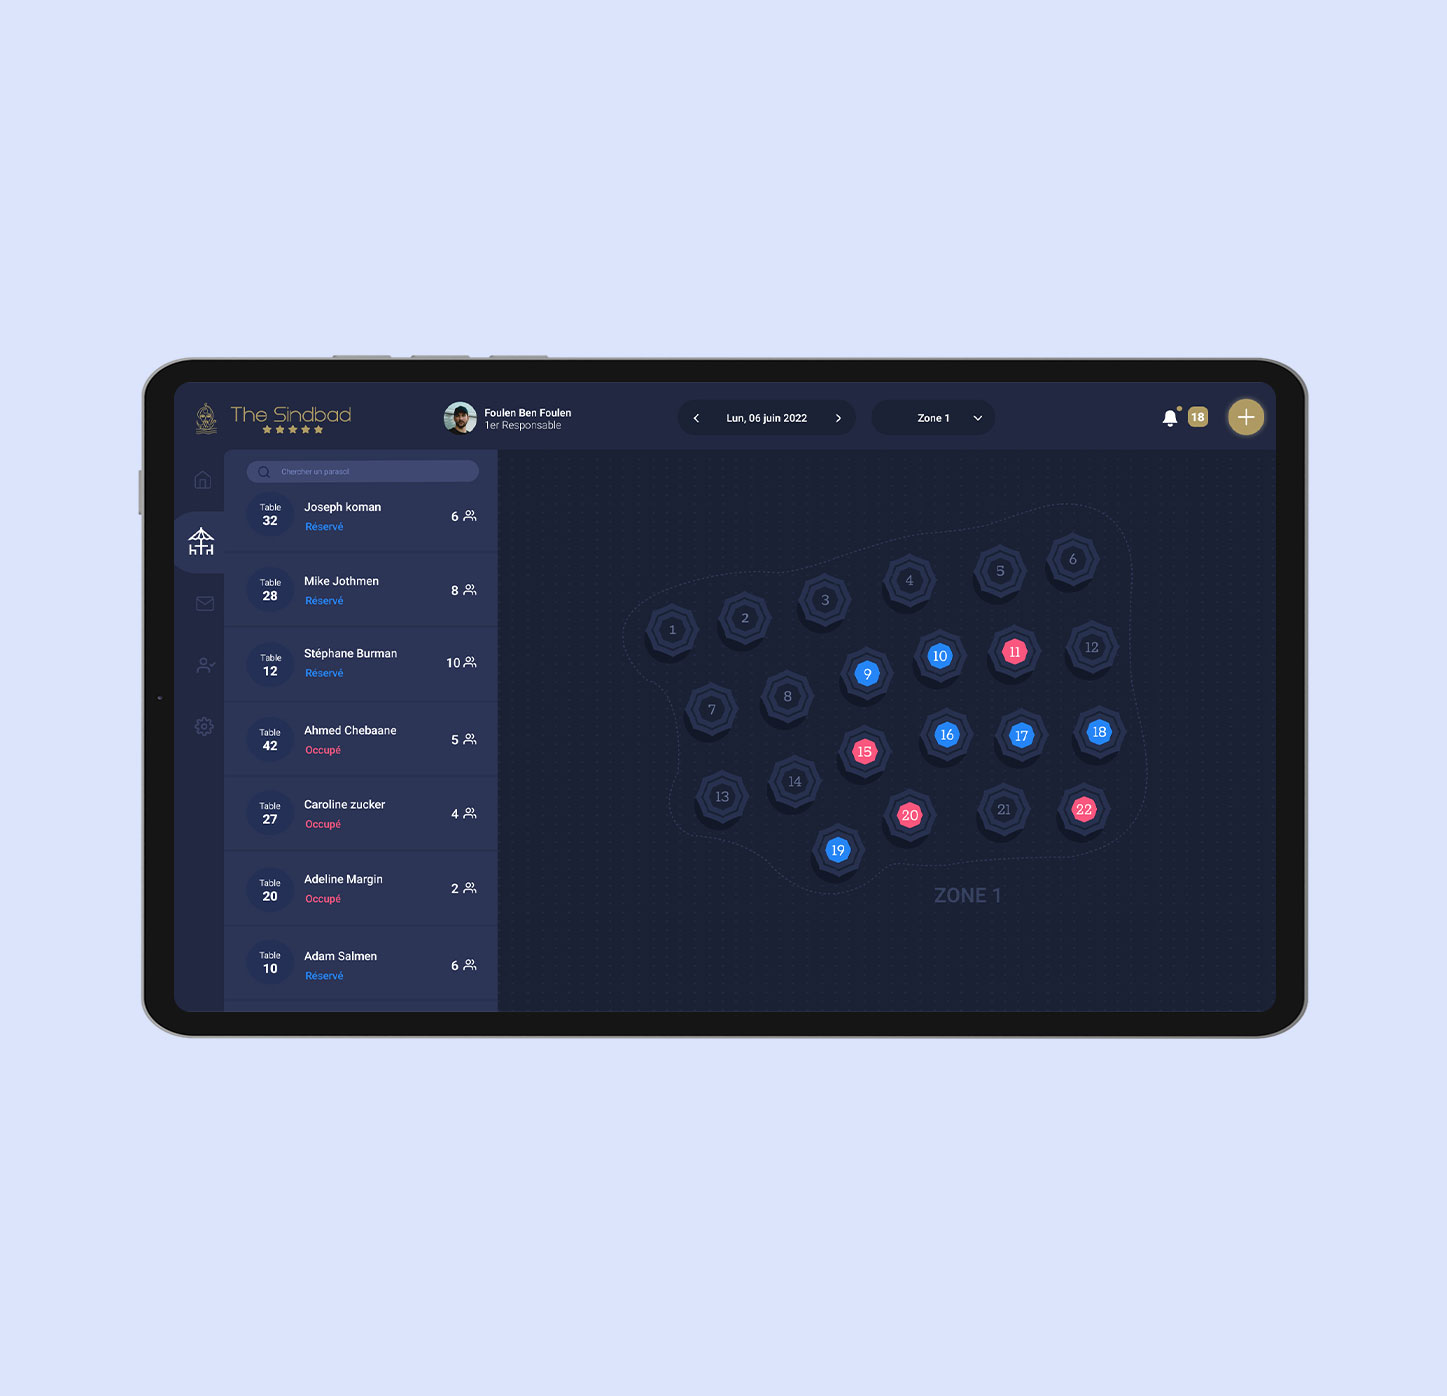 The Sindbad
Foulen Ben Foulen
1er Responsable
Lun, 06 juin 2022
Zone 1
18
Chercher un parasol
Table
32
Joseph koman
Réservé
6
Table
28
Mike Jothmen
Réservé
8
Table
12
Stéphane Burman
Réservé
10
Table
42
Ahmed Chebaane
Occupé
5
Table
27
Caroline zucker
Occupé
4
Table
20
Adeline Margin
Occupé
2
Table
10
Adam Salmen
Réservé
6
1
2
3
4
5
6
7
8
9
10
11
12
13
14
15
16
17
18
19
20
21
22
ZONE 1